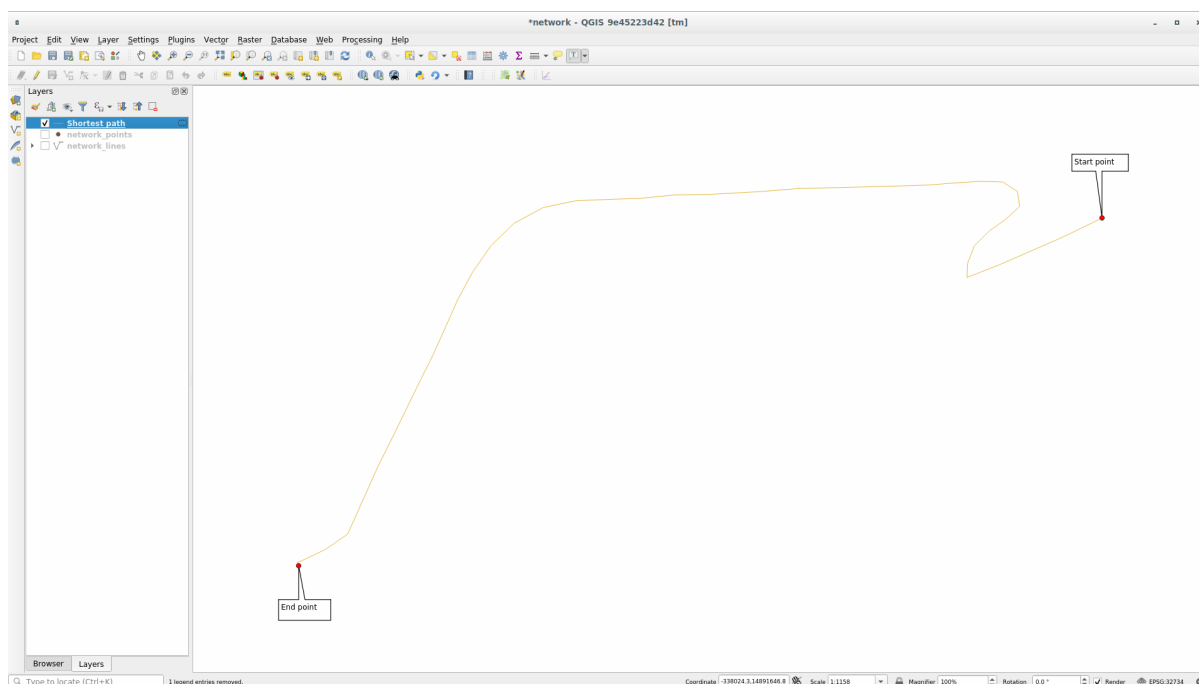 *network - QGIS 9e45223d42 [tm]
Project Edit View Layer Settings Plugins Vector Raster Database Web Processing Help
Layers
Shortest path
network_points
network_lines
Start point
End point
Browser Layers
Type to locate (Ctrl+K) 1 legend entries removed. Coordinate -338024.3,14891646.8 Scale 1:1158 Magnifier 100% Rotation 0.0 ° Render EPSG:32734